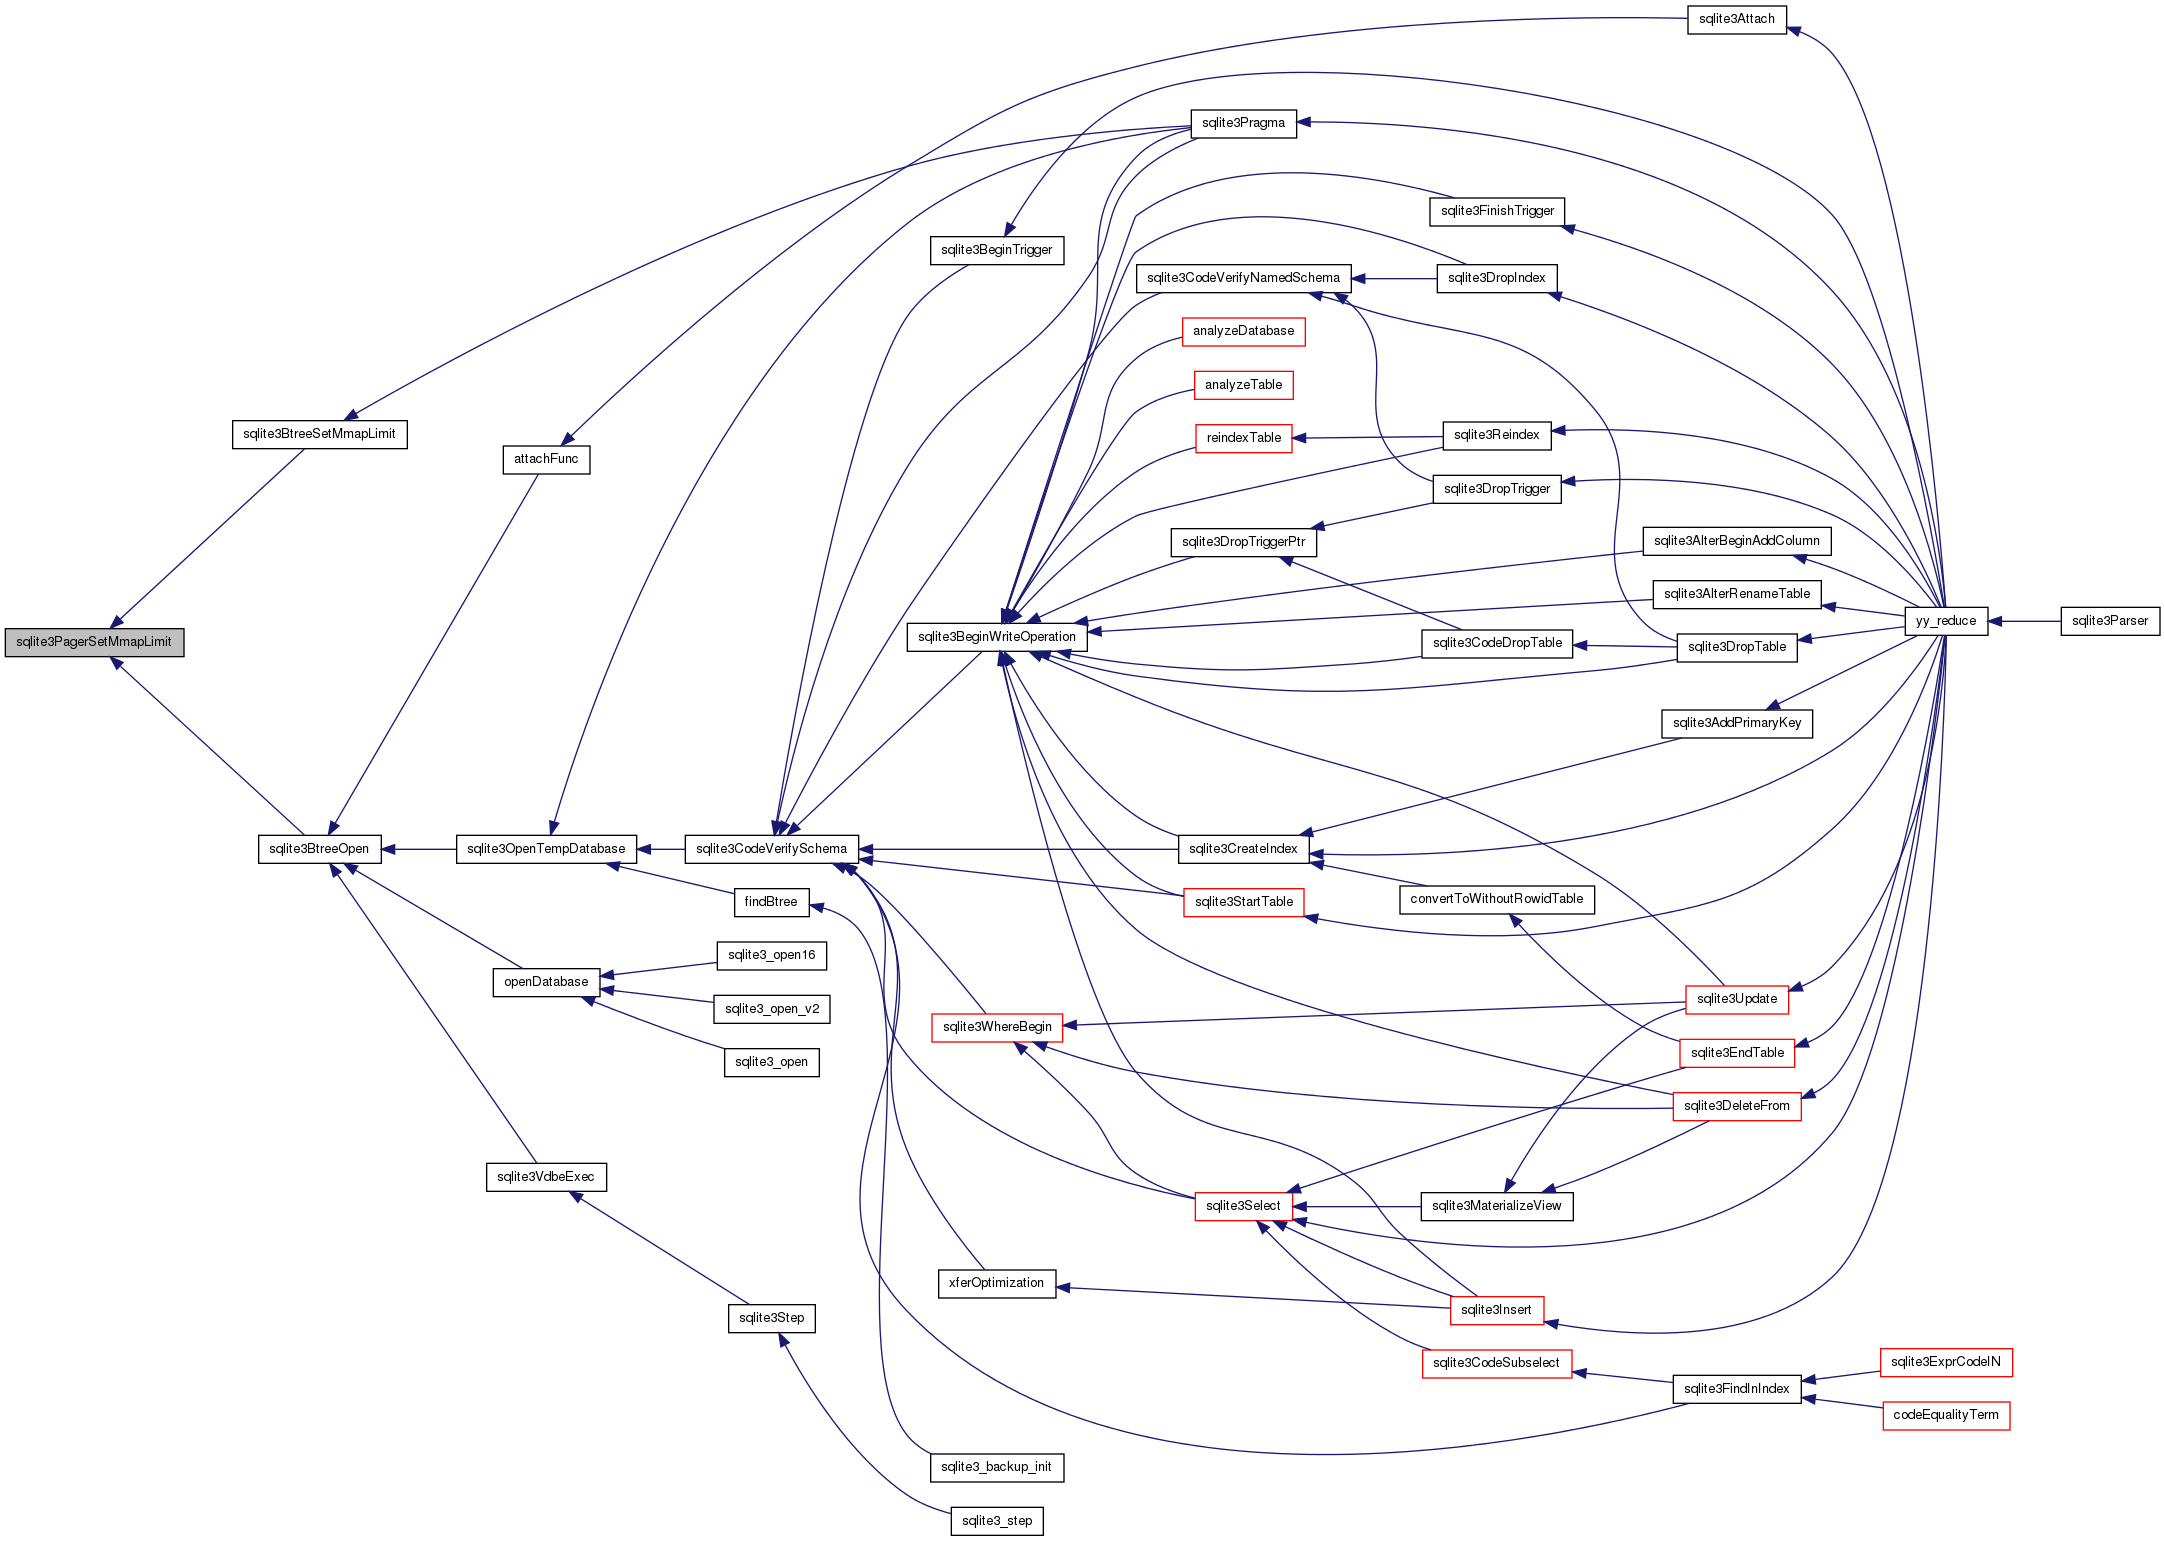 sqlite3Attach
sqlite3Pragma
sqlite3FinishTrigger
sqlite3BeginTrigger
sqlite3CodeVerifyNamedSchema
sqlite3DropIndex
analyzeDatabase
analyzeTable
sqlite3BtreeSetMmapLimit
reindexTable
sqlite3Reindex
attachFunc
sqlite3DropTrigger
sqlite3DropTriggerPtr
sqlite3AlterBeginAddColumn
sqlite3AlterRenameTable
yy_reduce
sqlite3Parser
sqlite3PagerSetMmapLimit
sqlite3BeginWriteOperation
sqlite3CodeDropTable
sqlite3DropTable
sqlite3AddPrimaryKey
sqlite3BtreeOpen
sqlite3OpenTempDatabase
sqlite3CodeVerifySchema
sqlite3CreateIndex
findBtree
sqlite3StartTable
convertToWithoutRowidTable
sqlite3_open16
openDatabase
sqlite3_open_v2
sqlite3Update
sqlite3WhereBegin
sqlite3_open
sqlite3EndTable
sqlite3DeleteFrom
sqlite3VdbeExec
sqlite3Select
sqlite3MaterializeView
xferOptimization
sqlite3Step
sqlite3Insert
sqlite3CodeSubselect
sqlite3ExprCodeIN
sqlite3FindInIndex
codeEqualityTerm
sqlite3_backup_init
sqlite3_step